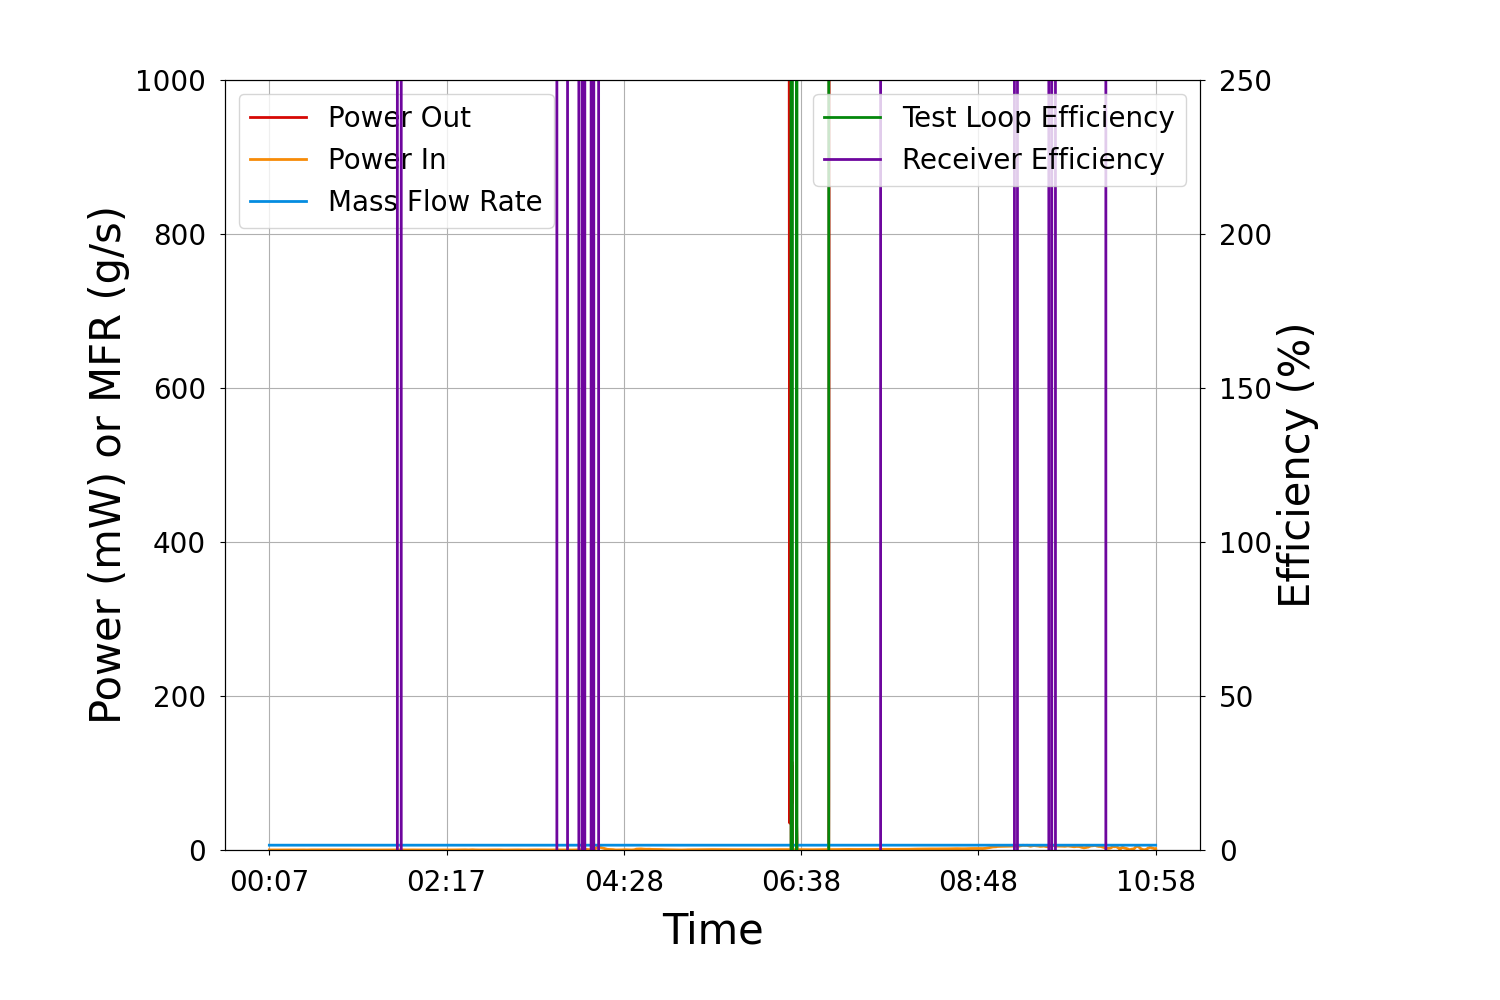 1000
800
600
400
200
0
Power (mW) or MFR (g/s)
Power Out
Power In
Mass Flow Rate
Test Loop Efficiency
Receiver Efficiency
250
200
150
100
50
0
Efficiency (%)
00:07 02:17 04:28 06:38 08:48 10:58
Time